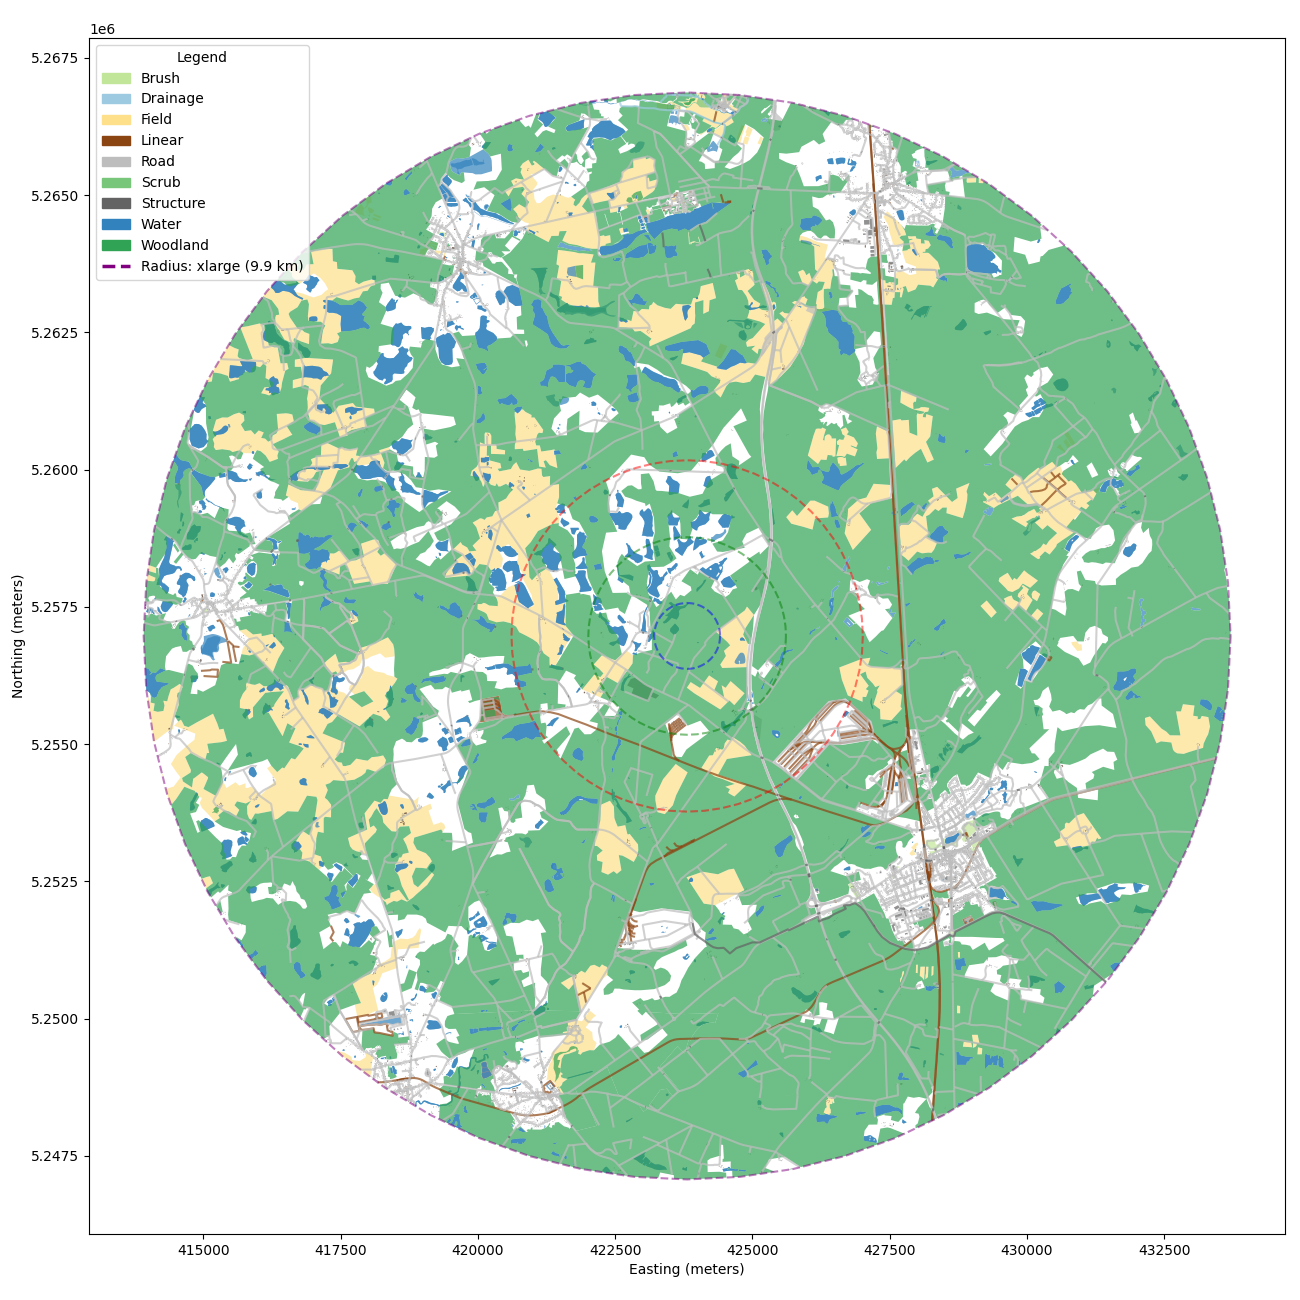 1e6
5.2675
5.2650
5.2625
5.2600
5.2575
5.2550
5.2525
5.2500
5.2475
Northing (meters)
Legend
Brush
Drainage
Field
Linear
Road
Scrub
Structure
Water
Woodland
Radius: xlarge (9.9 km)
415000 417500 420000 422500 425000 427500 430000 432500
Easting (meters)